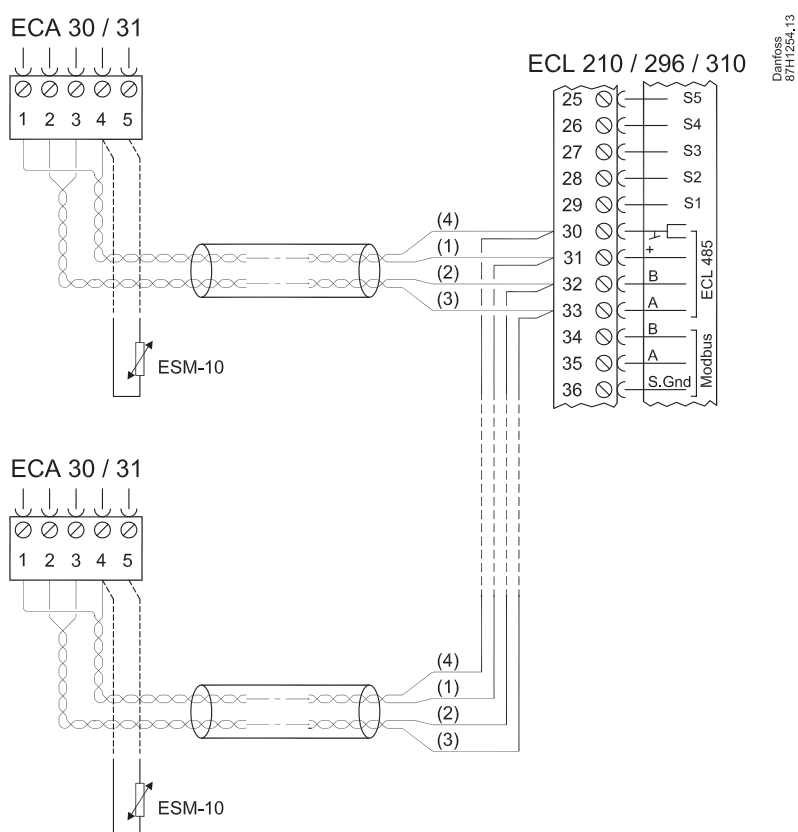 ECA 30 / 31
1 2 3 4 5
ESM-10
(4)
(1)
(2)
(3)
ECL 210 / 296 / 310
Danfoss
87H1254.13
25 S5
26 S4
27 S3
28 S2
29 S1
30
31 +
32 B
33 A
ECL 485
34 B
35 A
36 S.Gnd
Modbus
ECA 30 / 31
1 2 3 4 5
(4)
(1)
(2)
(3)
ESM-10